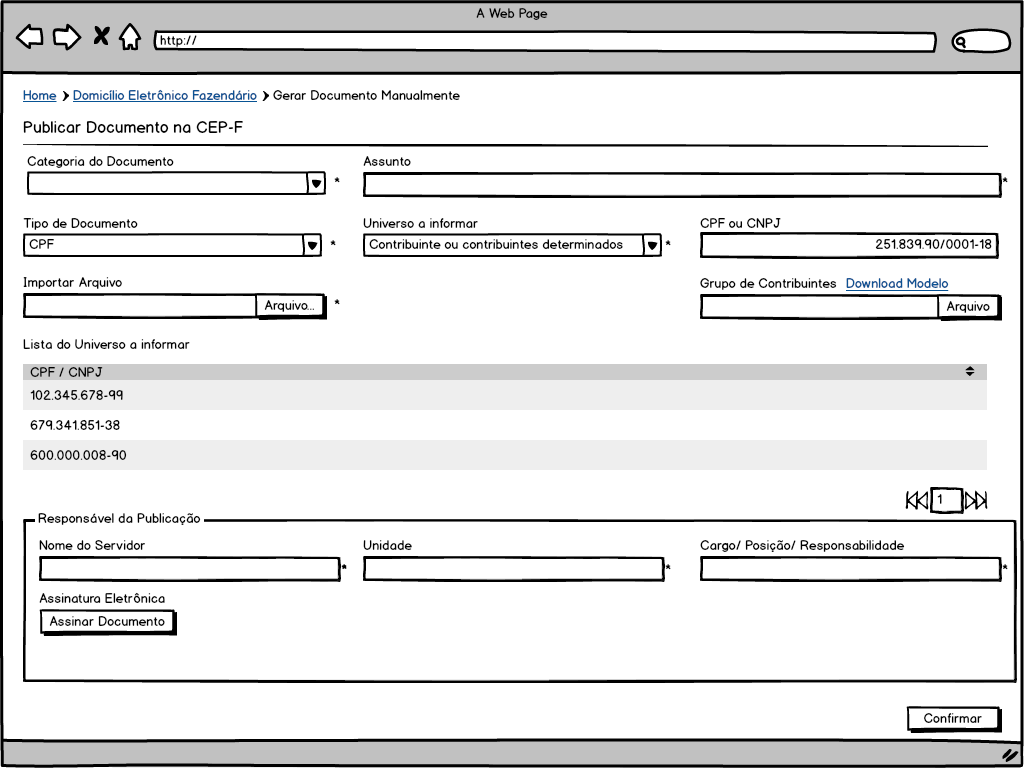 A Web Page
http://
Home > Domicílio Eletrônico Fazendário > Gerar Documento Manualmente
Publicar Documento na CEP-F
Categoria do Documento Assunto
* *
Tipo de Documento Universo a informar CPF ou CNPJ
CPF * Contribuinte ou contribuintes determinados * 251.839.90/0001-18
Importar Arquivo Grupo de Contribuintes Download Modelo
Arquivo... * Arquivo
Lista do Universo a informar
CPF / CNPJ
102.345.678-99
679.341.851-38
600.000.008-90
1
Responsável da Publicação
Nome do Servidor Unidade Cargo/ Posição/ Responsabilidade
* * *
Assinatura Eletrônica
Assinar Documento
Confirmar